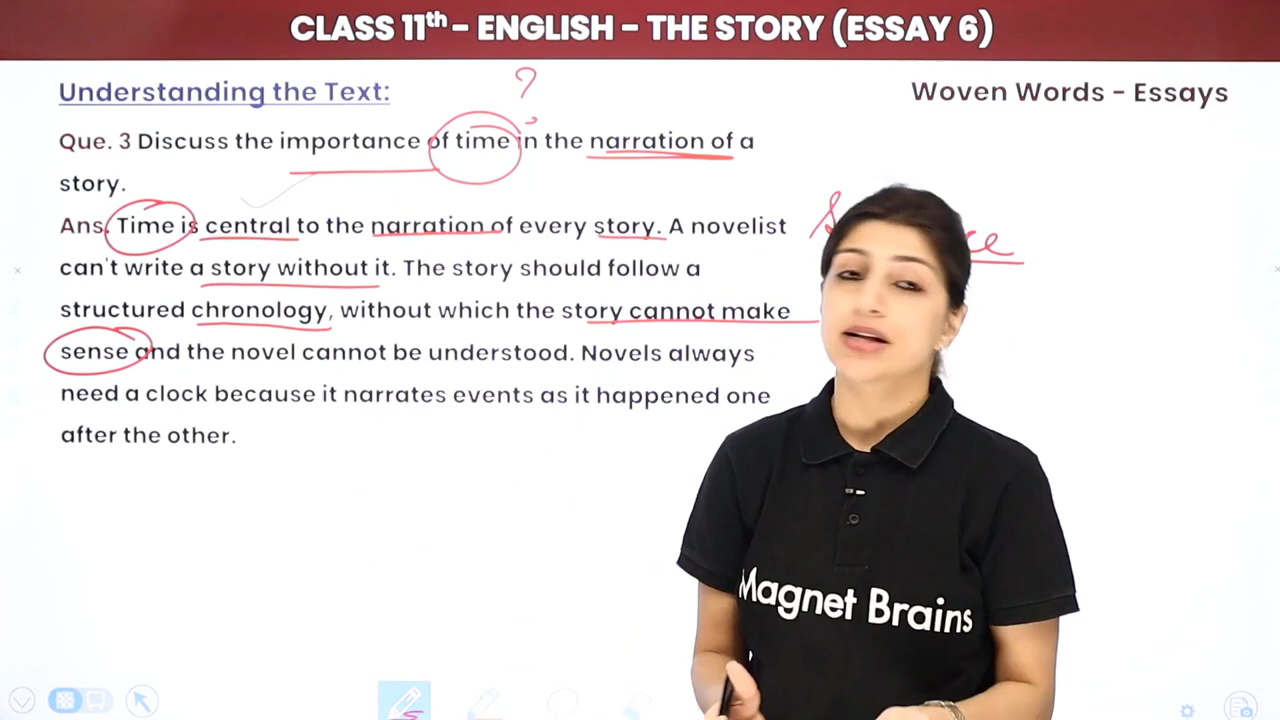 CLASS 11th - ENGLISH - THE STORY (ESSAY 6)
Understanding the Text:
Woven Words - Essays
?
Que. 3 Discuss the importance of time in the narration of a
story.
Ans. Time is central to the narration of every story. A novelist
can't write a story without it. The story should follow a
structured chronology, without which the story cannot make
sense and the novel cannot be understood. Novels always
need a clock because it narrates events as it happened one
after the other.
Magnet Brains